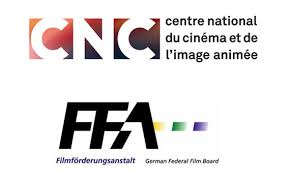 CNC
centre national
du cinéma et de
l'image animée
FFA
Filmförderungsanstalt German Federal Film Board